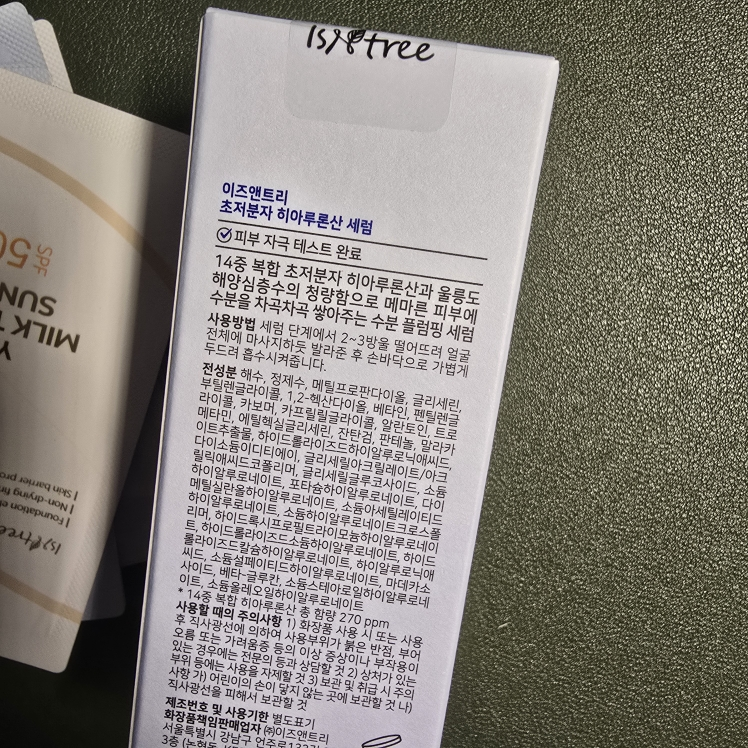 Isntree
이즈앤트리
초저분자 히아루론산 세럼
피부 자극 테스트 완료
14중 복합 초저분자 히아루론산과 울릉도
해양심층수의 청량함으로 메마른 피부에
수분을 차곡차곡 쌓아주는 수분 플럼핑 세럼
사용방법 세럼 단계에서 2~3방울 떨어뜨려 얼굴
전체에 마사지하듯 발라준 후 손바닥으로 가볍게
두드려 흡수시켜줍니다.
전성분 해수, 정제수, 메틸프로판다이올, 글리세린,
부틸렌글라이콜, 1,2-헥산다이올, 베타인, 펜틸렌글
라이콜, 카보머, 카프릴릴글라이콜, 알란토인, 트로
메타민, 에틸헥실글리세린, 잔탄검, 판테놀, 말라카
이트추출물, 하이드롤라이즈드하이알루로닉애씨드,
다이소듐이디티에이, 글리세릴아크릴레이트/아크
릴릭애씨드코폴리머, 글리세릴글루코사이드, 소듐
하이알루로네이트, 포타슘하이알루로네이트, 다이
메틸실란올하이알루로네이트, 소듐아세틸레이티드
하이알루로네이트, 소듐하이알루로네이트크로스폴
리머, 하이드록시프로필트라이모늄하이알루로네이
트, 하이드롤라이즈드소듐하이알루로네이트, 하이드
롤라이즈드칼슘하이알루로네이트, 하이알루로닉애
씨드, 소듐설페이티드하이알루로네이트, 마데카소
사이드, 베타-글루칸, 소듐스테아로일하이알루로네
이트, 소듐올레오일하이알루로네이트
* 14중 복합 히아루론산 총 함량 270 ppm
사용할 때의 주의사항 1) 화장품 사용 시 또는 사용
후 직사광선에 의하여 사용부위가 붉은 반점, 부어
오름 또는 가려움증 등의 이상 증상이나 부작용이
있는 경우에는 전문의 등과 상담할 것 2) 상처가 있는
부위 등에는 사용을 자제할 것 3) 보관 및 취급 시 주의
사항 가) 어린이의 손이 닿지 않는 곳에 보관할 것 나)
직사광선을 피해서 보관할 것
제조번호 및 사용기한 별도표기
화장품책임판매업자 ㈜이즈앤트리
서울특별시 강남구 언주로
3층 (논현동
SPF 50
MILK
SUN
Foundation
Non-drying
Skin barrier
Isntree